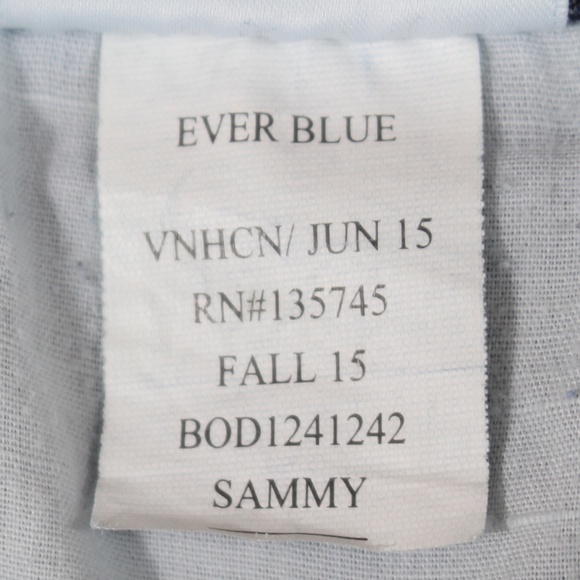 EVER BLUE
VNHCN/ JUN 15
RN#135745
FALL 15
BOD1241242
SAMMY